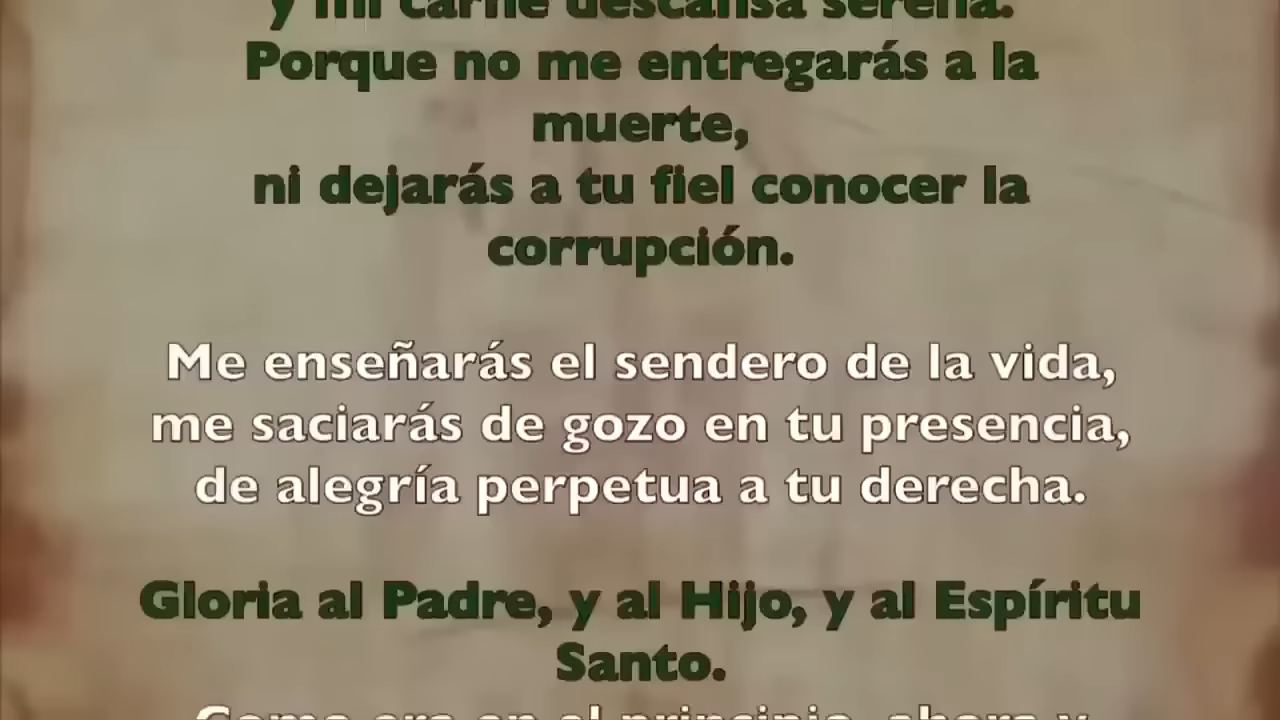 y mi carne descansa serena.
Porque no me entregarás a la
muerte,
ni dejarás a tu fiel conocer la
corrupción.
Me enseñarás el sendero de la vida,
me saciarás de gozo en tu presencia,
de alegría perpetua a tu derecha.
Gloria al Padre, y al Hijo, y al Espíritu
Santo.
Como era en el principio, ahora y